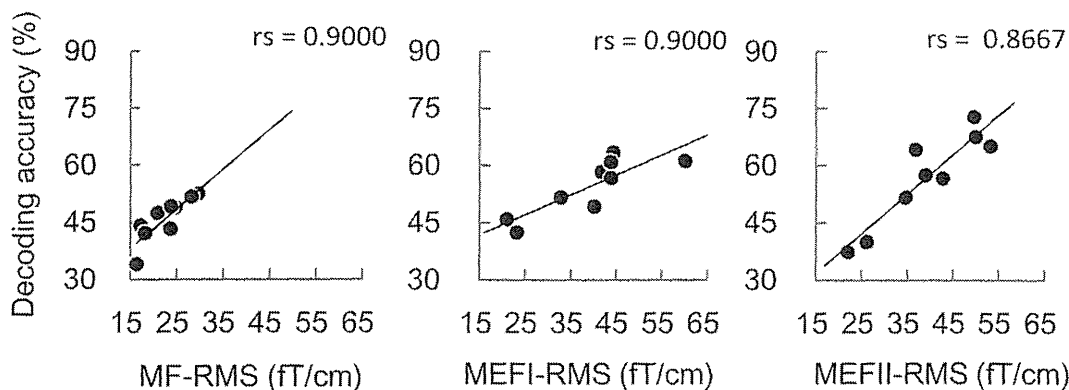 rs = 0.9000
rs = 0.9000
rs = 0.8667
Decoding accuracy (%)
90
75
60
45
30
90
75
60
45
30
90
75
60
45
30
15 25 35 45 55 65
15 25 35 45 55 65
15 25 35 45 55 65
MF-RMS (fT/cm)
MEFI-RMS (fT/cm)
MEFII-RMS (fT/cm)